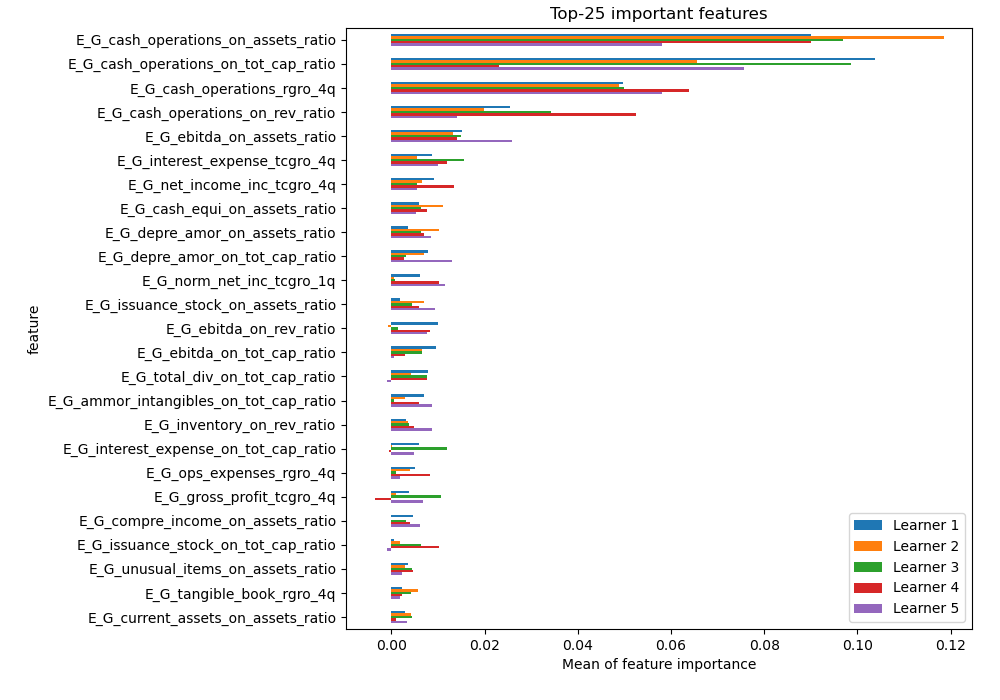 Top-25 important features
feature
E_G_cash_operations_on_assets_ratio
E_G_cash_operations_on_tot_cap_ratio
E_G_cash_operations_rgro_4q
E_G_cash_operations_on_rev_ratio
E_G_ebitda_on_assets_ratio
E_G_interest_expense_tcgro_4q
E_G_net_income_inc_tcgro_4q
E_G_cash_equi_on_assets_ratio
E_G_depre_amor_on_assets_ratio
E_G_depre_amor_on_tot_cap_ratio
E_G_norm_net_inc_tcgro_1q
E_G_issuance_stock_on_assets_ratio
E_G_ebitda_on_rev_ratio
E_G_ebitda_on_tot_cap_ratio
E_G_total_div_on_tot_cap_ratio
E_G_ammor_intangibles_on_tot_cap_ratio
E_G_inventory_on_rev_ratio
E_G_interest_expense_on_tot_cap_ratio
E_G_ops_expenses_rgro_4q
E_G_gross_profit_tcgro_4q
E_G_compre_income_on_assets_ratio
E_G_issuance_stock_on_tot_cap_ratio
E_G_unusual_items_on_assets_ratio
E_G_tangible_book_rgro_4q
E_G_current_assets_on_assets_ratio
Learner 1
Learner 2
Learner 3
Learner 4
Learner 5
0.00 0.02 0.04 0.06 0.08 0.10 0.12
Mean of feature importance